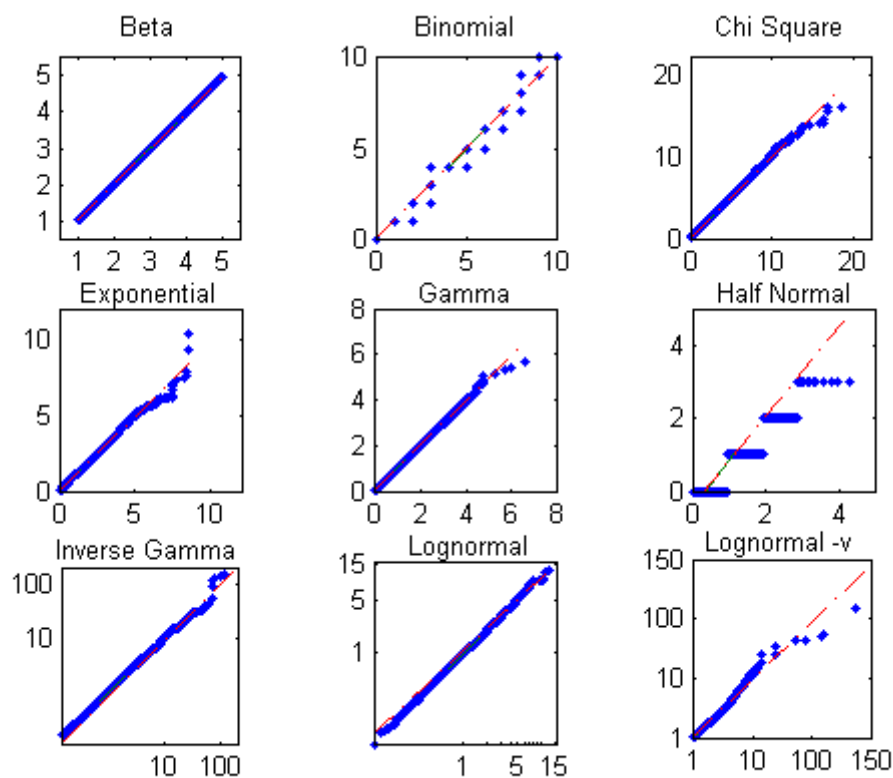 Beta
5
4
3
2
1
1 2 3 4 5
Binomial
10
5
0
0 5 10
Chi Square
20
10
0
0 10 20
Exponential
10
5
0
0 5 10
Gamma
8
6
4
2
0
0 2 4 6 8
Half Normal
4
2
0
0 2 4
Inverse Gamma
100
10
10 100
Lognormal
15
5
1
1 5 15
Lognormal -v
150
100
10
1
1 10 100 150